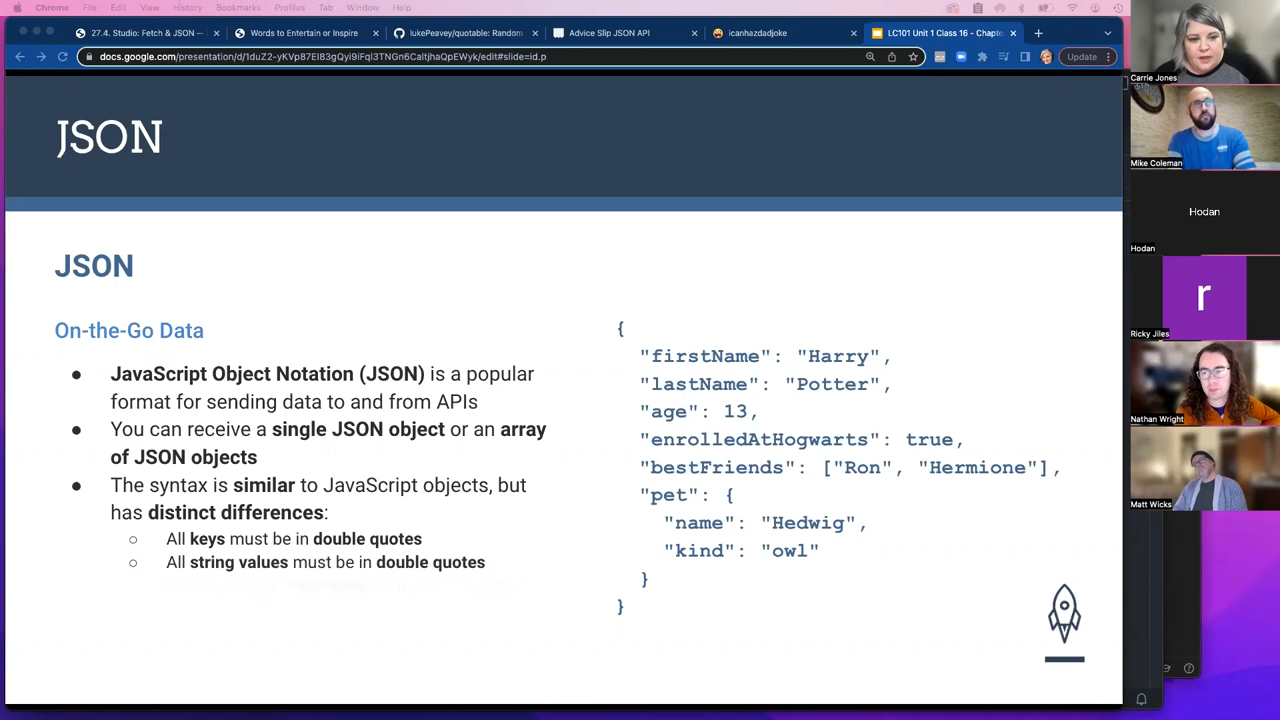 Chrome File Edit View History Bookmarks Profiles Tab Window Help
27.4. Studio: Fetch & JSON —
Words to Entertain or Inspire
lukePeavey/quotable: Random
Advice Slip JSON API
icanhazdadjoke
LC101 Unit 1 Class 16 - Chapte
docs.google.com/presentation/d/1duZ2-yKVp87El83gQyl9iFql3TNGn6CaltjhaQpEWyk/edit#slide=id.p
Update
JSON
JSON
On-the-Go Data
● JavaScript Object Notation (JSON) is a popular
format for sending data to and from APIs
● You can receive a single JSON object or an array
of JSON objects
● The syntax is similar to JavaScript objects, but
has distinct differences:
○ All keys must be in double quotes
○ All string values must be in double quotes
{
"firstName": "Harry",
"lastName": "Potter",
"age": 13,
"enrolledAtHogwarts": true,
"bestFriends": ["Ron", "Hermione"],
"pet": {
"name": "Hedwig",
"kind": "owl"
}
}
Carrie Jones
Mike Coleman
Hodan
Hodan
r
Ricky Jiles
Nathan Wright
Matt Wicks